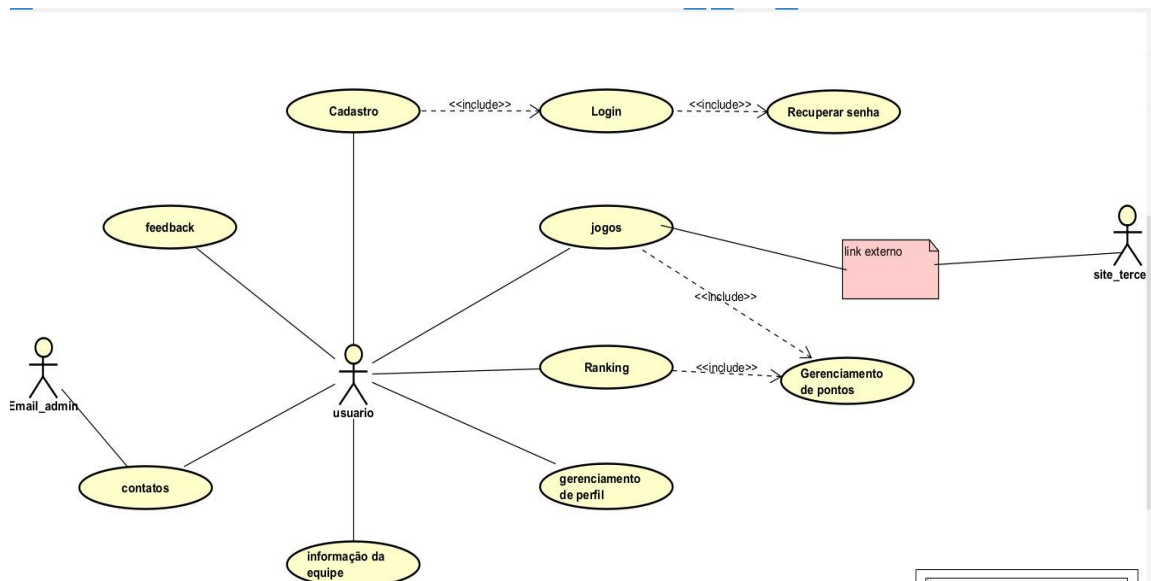 Cadastro
<<include>>
Login
<<include>>
Recuperar senha
feedback
jogos
link externo
site_terce
<<include>>
Ranking
<<include>>
Gerenciamento
de pontos
Email_admin
usuario
contatos
gerenciamento
de perfil
informação da
equipe